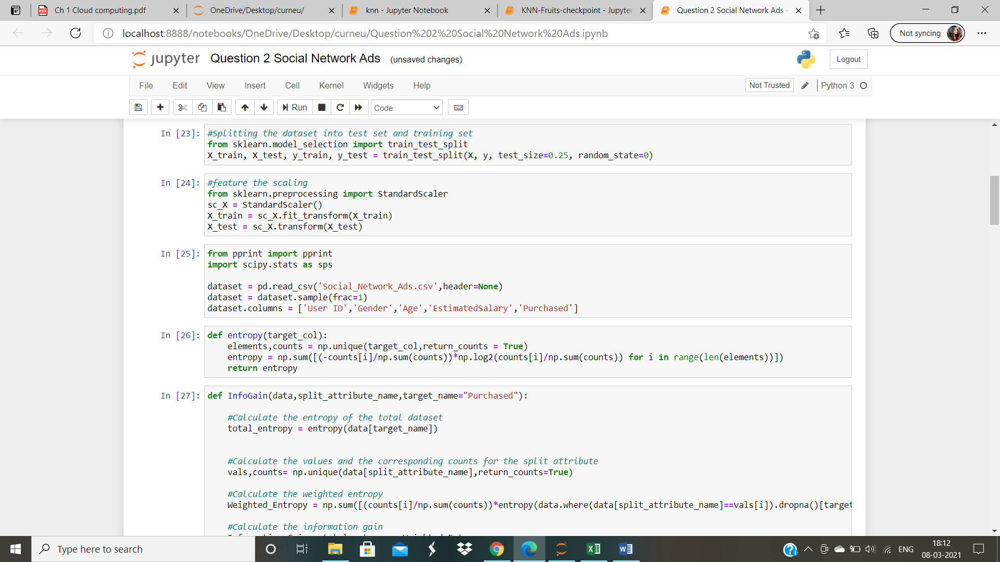 Ch 1 Cloud computing.pdf
OneDrive/Desktop/curneu/
knn - Jupyter Notebook
KNN-Fruits-checkpoint - Jupyter
Question 2 Social Network Ads -
localhost:8888/notebooks/OneDrive/Desktop/curneu/Question%202%20Social%20Network%20Ads.ipynb
Not syncing
jupyter Question 2 Social Network Ads (unsaved changes)
Logout
File Edit View Insert Cell Kernel Widgets Help
Not Trusted
Python 3
Run
Code
In [23]: #Splitting the dataset into test set and training set
from sklearn.model_selection import train_test_split
X_train, X_test, y_train, y_test = train_test_split(X, y, test_size=0.25, random_state=0)
In [24]: #feature the scaling
from sklearn.preprocessing import StandardScaler
sc_X = StandardScaler()
X_train = sc_X.fit_transform(X_train)
X_test = sc_X.transform(X_test)
In [25]: from pprint import pprint
import scipy.stats as sps
dataset = pd.read_csv('Social_Network_Ads.csv',header=None)
dataset = dataset.sample(frac=1)
dataset.columns = ['User ID','Gender','Age','EstimatedSalary','Purchased']
In [26]: def entropy(target_col):
elements,counts = np.unique(target_col,return_counts = True)
entropy = np.sum([(-counts[i]/np.sum(counts))*np.log2(counts[i]/np.sum(counts)) for i in range(len(elements))])
return entropy
In [27]: def InfoGain(data,split_attribute_name,target_name="Purchased"):
#Calculate the entropy of the total dataset
total_entropy = entropy(data[target_name])
#Calculate the values and the corresponding counts for the split attribute
vals,counts= np.unique(data[split_attribute_name],return_counts=True)
#Calculate the weighted entropy
Weighted_Entropy = np.sum([(counts[i]/np.sum(counts))*entropy(data.where(data[split_attribute_name]==vals[i]).dropna()[target
#Calculate the information gain
Type here to search
ENG
18:12
08-03-2021